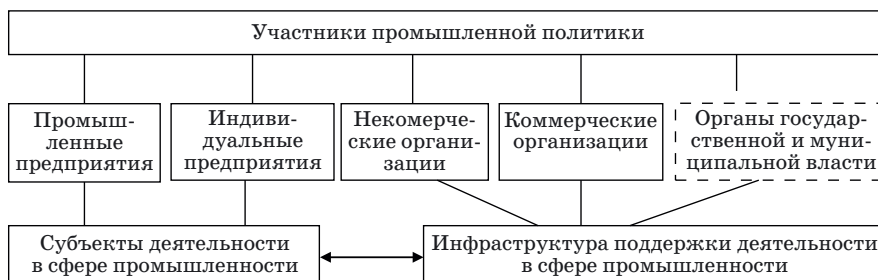 Участники промышленной политики
Промыш-
ленные
предприятия
Индиви-
дуальные
предприятия
Некомерче-
ские органи-
зации
Коммерческие
организации
Органы государ-
ственной и муни-
ципальной власти
Субъекты деятельности
в сфере промышленности
Инфраструктура поддержки деятельности
в сфере промышленности